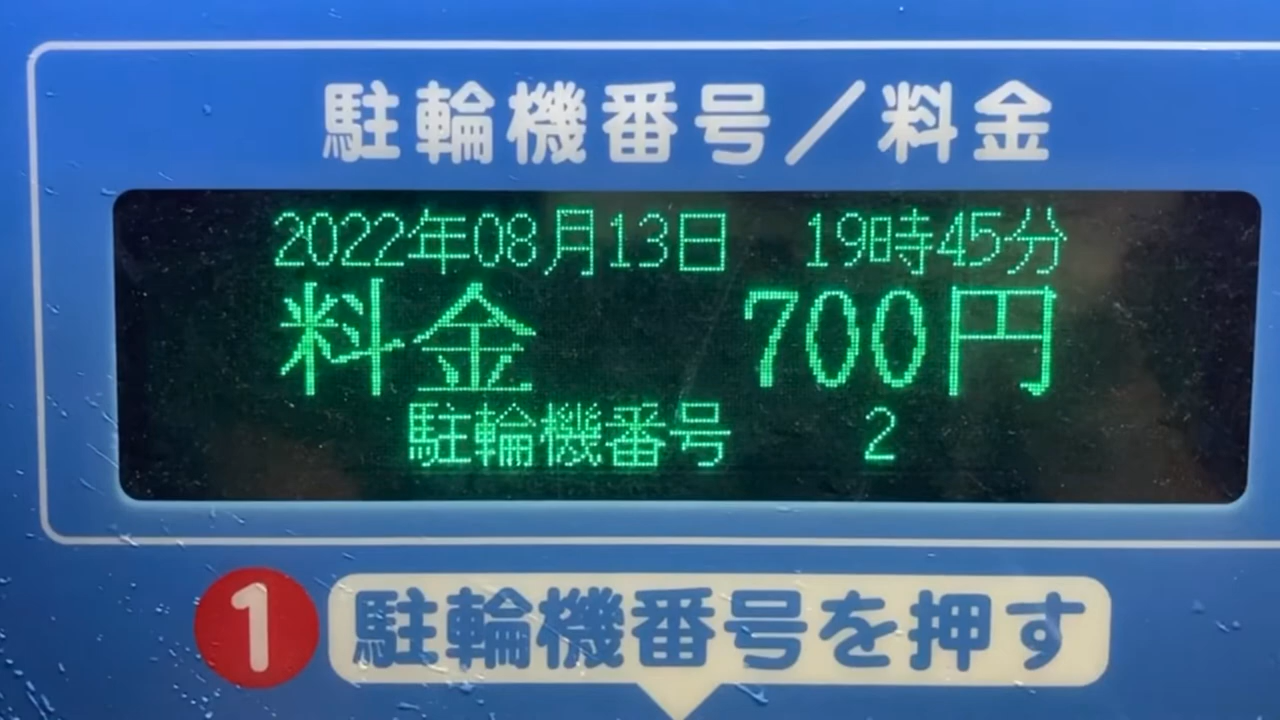 駐輪機番号／料金
2022年08月13日 19時45分
料金 700円
駐輪機番号 2
1 駐輪機番号を押す